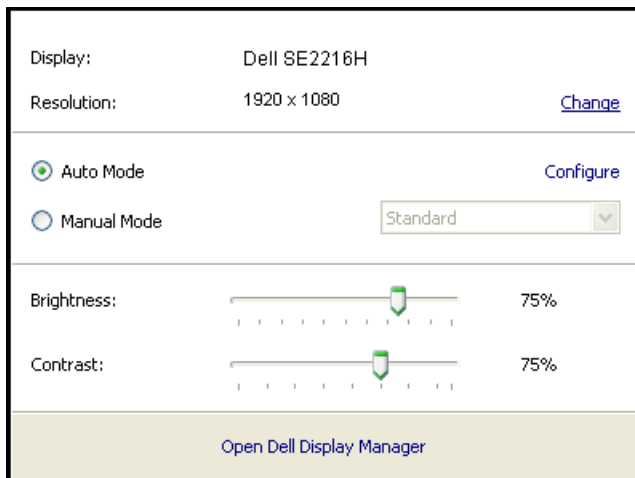 Display: Dell SE2216H
Resolution: 1920 x 1080 Change
Auto Mode Configure
Manual Mode Standard
Brightness: 75%
Contrast: 75%
Open Dell Display Manager